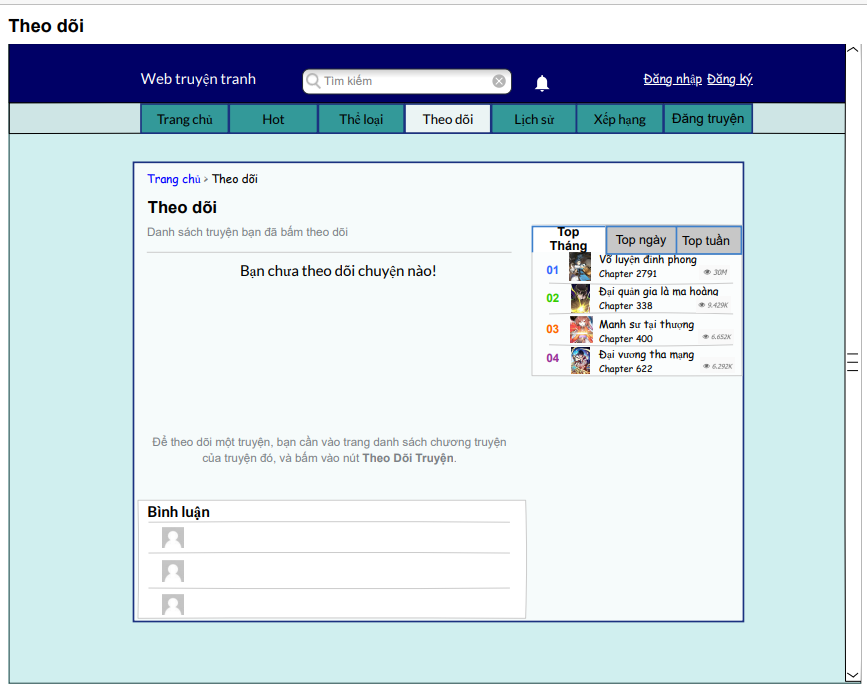 Theo dõi
Web truyện tranh
Tìm kiếm
Đăng nhập Đăng ký
Trang chủ
Hot
Thể loại
Theo dõi
Lịch sử
Xếp hạng
Đăng truyện
Trang chủ > Theo dõi
Theo dõi
Danh sách truyện bạn đã bấm theo dõi
Bạn chưa theo dõi chuyện nào!
Để theo dõi một truyện, bạn cần vào trang danh sách chương truyện
của truyện đó, và bấm vào nút Theo Dõi Truyện.
Top
Tháng
Top ngày
Top tuần
01
Võ luyện đỉnh phong
Chapter 2791
30M
02
Đại quản gia là ma hoàng
Chapter 338
9.429K
03
Manh sư tại thượng
Chapter 400
6.652K
04
Đại vương tha mạng
Chapter 622
6.292K
Bình luận